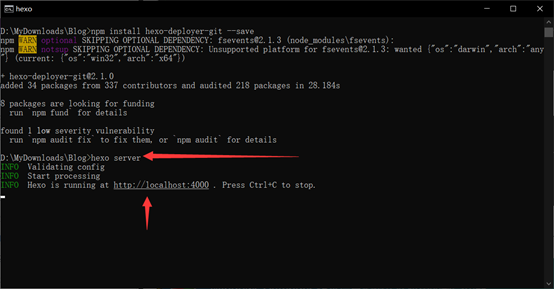 hexo
D:\MyDownloads\Blog>npm install hexo-deployer-git --save
npm WARN optional SKIPPING OPTIONAL DEPENDENCY: fsevents@2.1.3 (node_modules\fsevents):
npm WARN notsup SKIPPING OPTIONAL DEPENDENCY: Unsupported platform for fsevents@2.1.3: wanted {"os":"darwin","arch":"any
"} (current: {"os":"win32","arch":"x64"})
+ hexo-deployer-git@2.1.0
added 34 packages from 337 contributors and audited 218 packages in 28.184s
8 packages are looking for funding
run `npm fund` for details
found 1 low severity vulnerability
run `npm audit fix` to fix them, or `npm audit` for details
D:\MyDownloads\Blog>hexo server
INFO Validating config
INFO Start processing
INFO Hexo is running at http://localhost:4000 . Press Ctrl+C to stop.